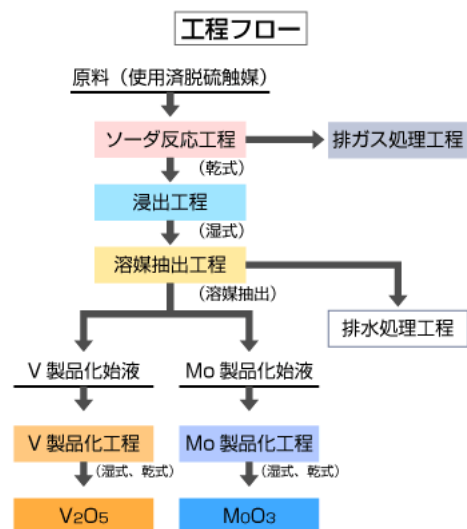 工程フロー
原料（使用済脱硫触媒）
ソーダ反応工程
排ガス処理工程
（乾式）
浸出工程
（湿式）
溶媒抽出工程
（溶媒抽出）
排水処理工程
V 製品化始液
Mo 製品化始液
V 製品化工程
Mo 製品化工程
（湿式、乾式）
（湿式、乾式）
V2O5
M0O3